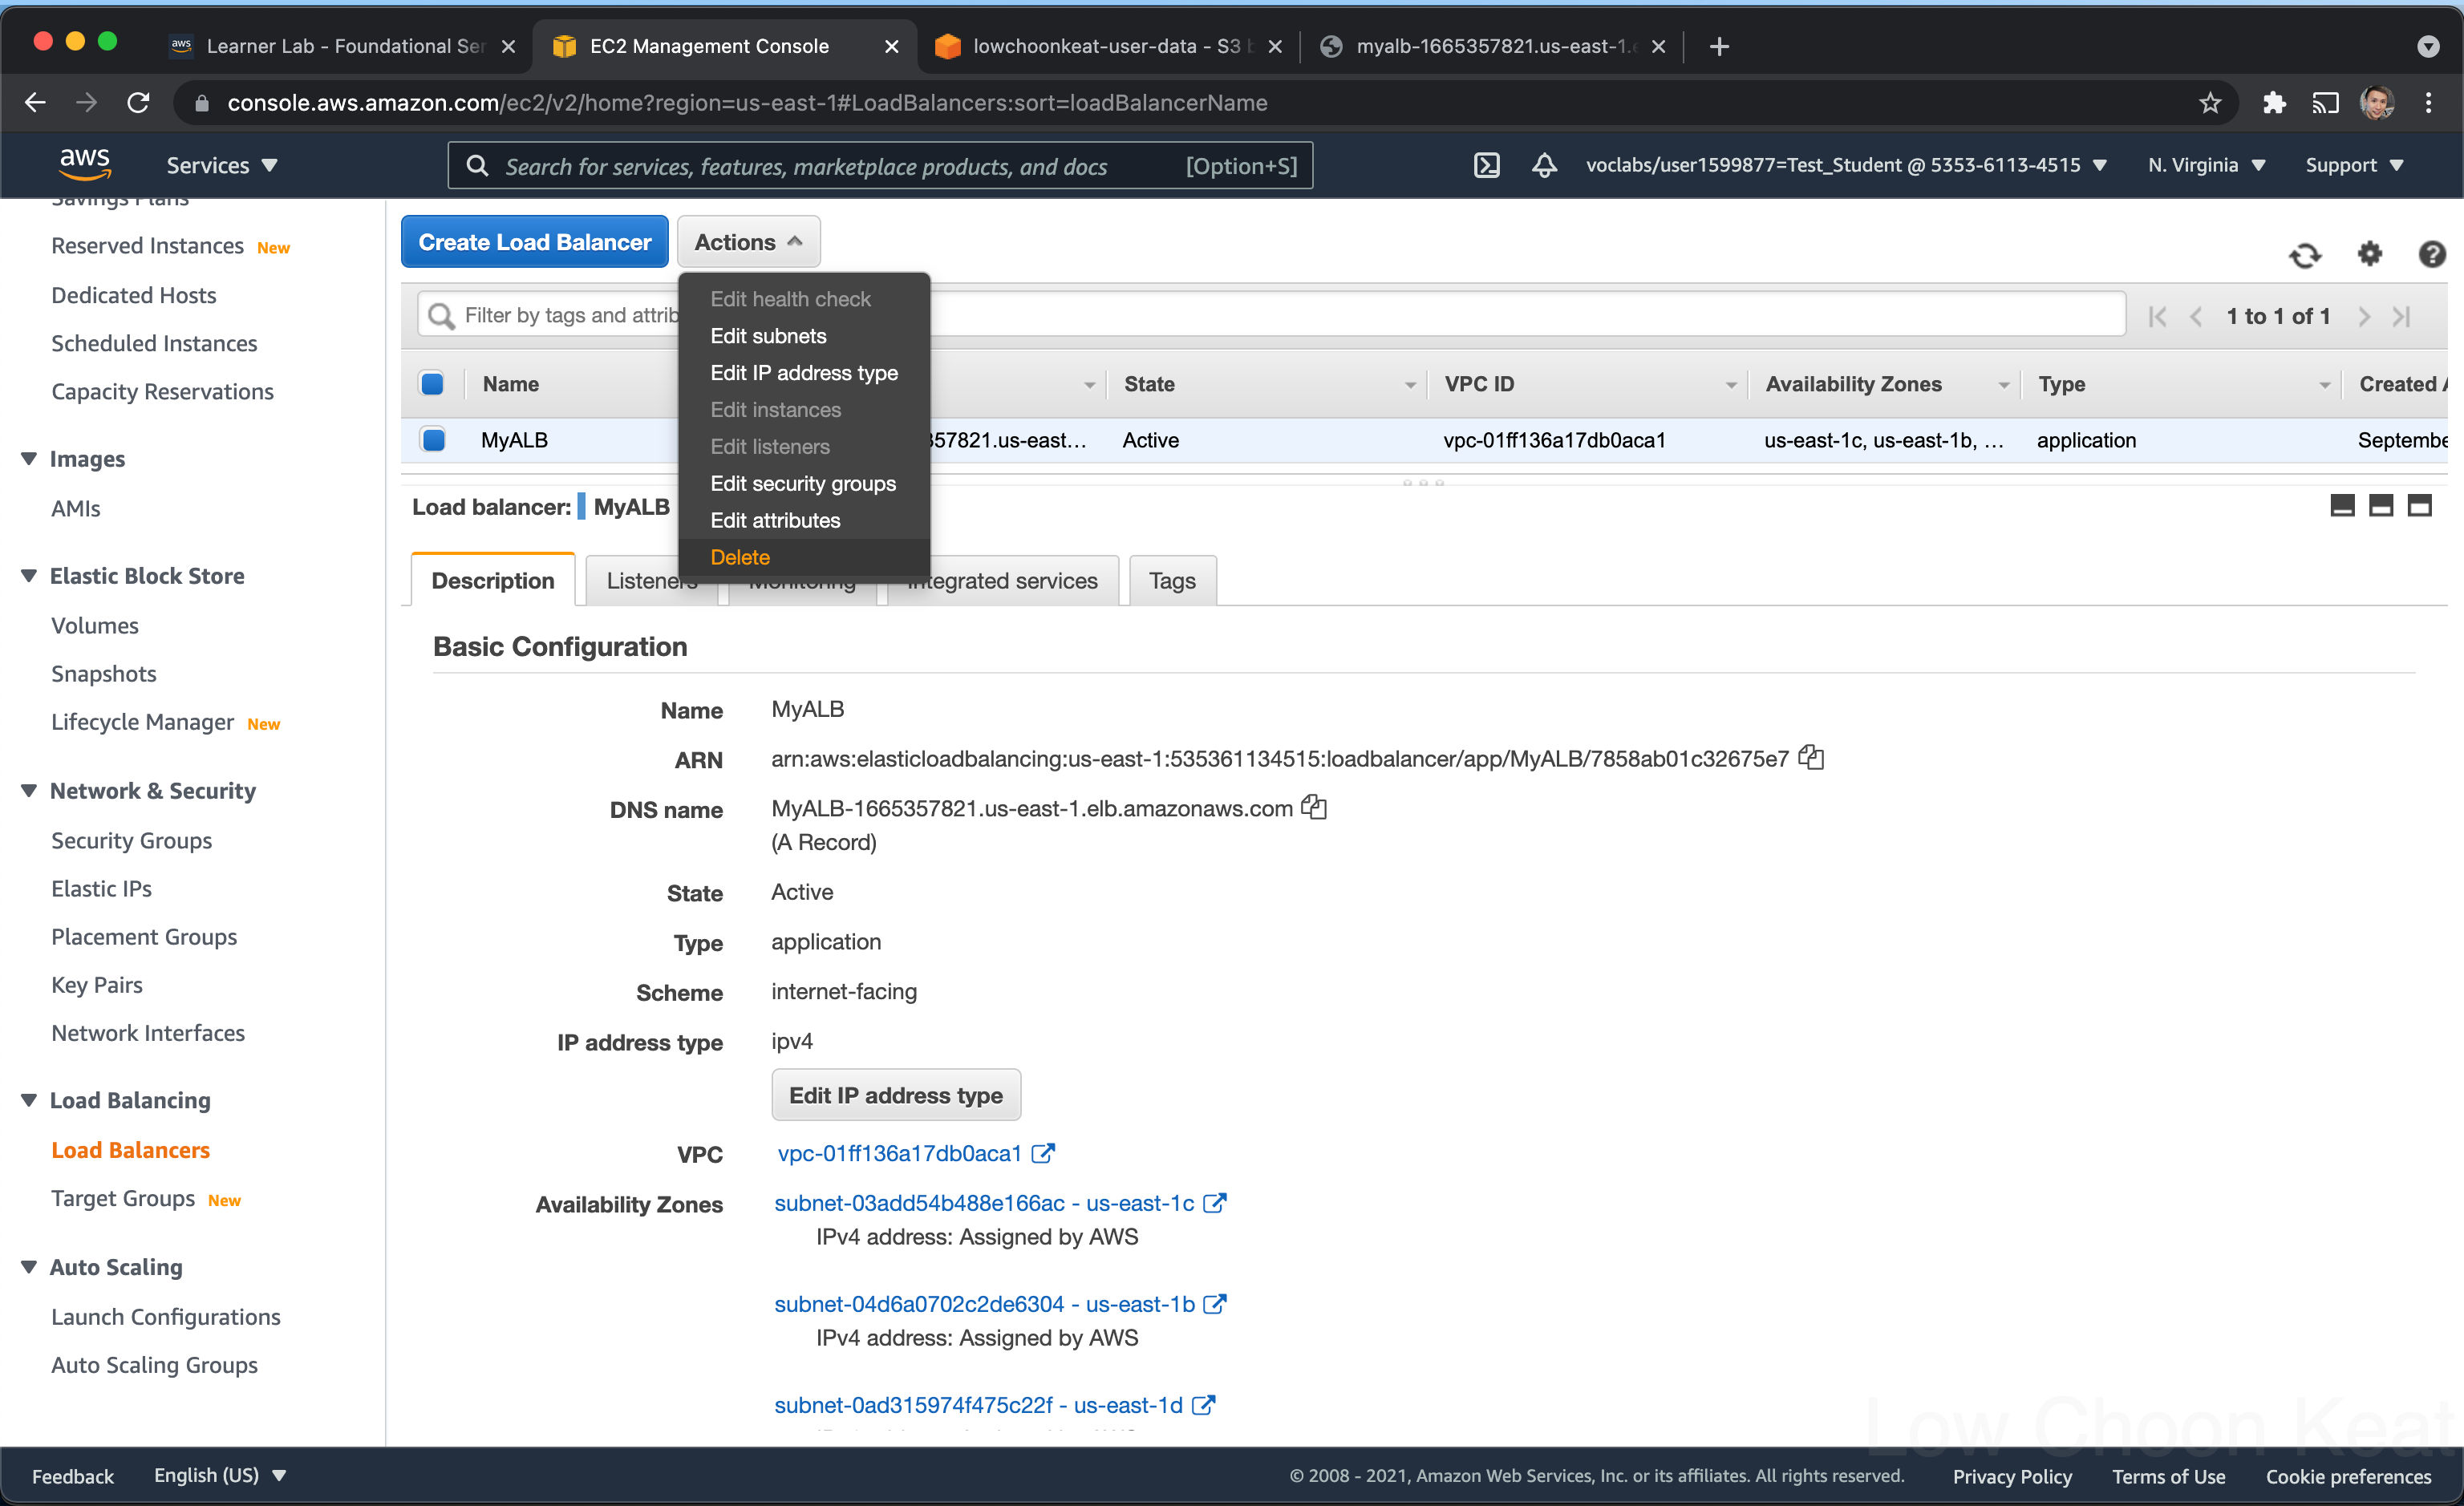 Learner Lab - Foundational Ser
EC2 Management Console
lowchoonkeat-user-data - S3 b
myalb-1665357821.us-east-1.e
console.aws.amazon.com/ec2/v2/home?region=us-east-1#LoadBalancers:sort=loadBalancerName
aws
Services
Search for services, features, marketplace products, and docs
[Option+S]
voclabs/user1599877=Test_Student @ 5353-6113-4515
N. Virginia
Support
Savings Plans
Reserved Instances New
Dedicated Hosts
Scheduled Instances
Capacity Reservations
Images
AMIs
Elastic Block Store
Volumes
Snapshots
Lifecycle Manager New
Network & Security
Security Groups
Elastic IPs
Placement Groups
Key Pairs
Network Interfaces
Load Balancing
Load Balancers
Target Groups New
Auto Scaling
Launch Configurations
Auto Scaling Groups
Create Load Balancer
Actions
Edit health check
Edit subnets
Edit IP address type
Edit instances
Edit listeners
Edit security groups
Edit attributes
Delete
Filter by tags and attrib
1 to 1 of 1
Name State VPC ID Availability Zones Type Created A
MyALB 357821.us-east... Active vpc-01ff136a17db0aca1 us-east-1c, us-east-1b, ... application Septembe
Load balancer: MyALB
Description Listeners Monitoring Integrated services Tags
Basic Configuration
Name MyALB
ARN arn:aws:elasticloadbalancing:us-east-1:535361134515:loadbalancer/app/MyALB/7858ab01c32675e7
DNS name MyALB-1665357821.us-east-1.elb.amazonaws.com
(A Record)
State Active
Type application
Scheme internet-facing
IP address type ipv4
Edit IP address type
VPC vpc-01ff136a17db0aca1
Availability Zones subnet-03add54b488e166ac - us-east-1c
IPv4 address: Assigned by AWS
subnet-04d6a0702c2de6304 - us-east-1b
IPv4 address: Assigned by AWS
subnet-0ad315974f475c22f - us-east-1d
Low Choon Keat
Feedback
English (US)
© 2008 - 2021, Amazon Web Services, Inc. or its affiliates. All rights reserved.
Privacy Policy
Terms of Use
Cookie preferences